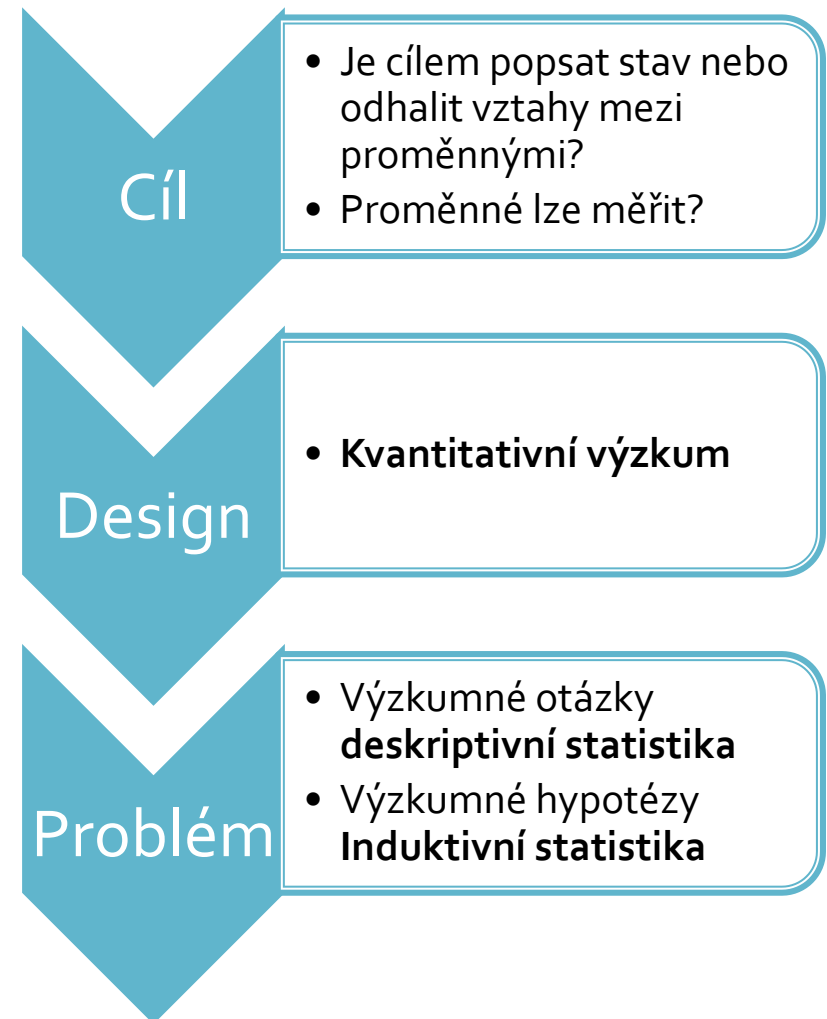 Cíl
• Je cílem popsat stav nebo
odhalit vztahy mezi
proměnnými?
• Proměnné lze měřit?
Design
• Kvantitativní výzkum
Problém
• Výzkumné otázky
deskriptivní statistika
• Výzkumné hypotézy
Induktivní statistika